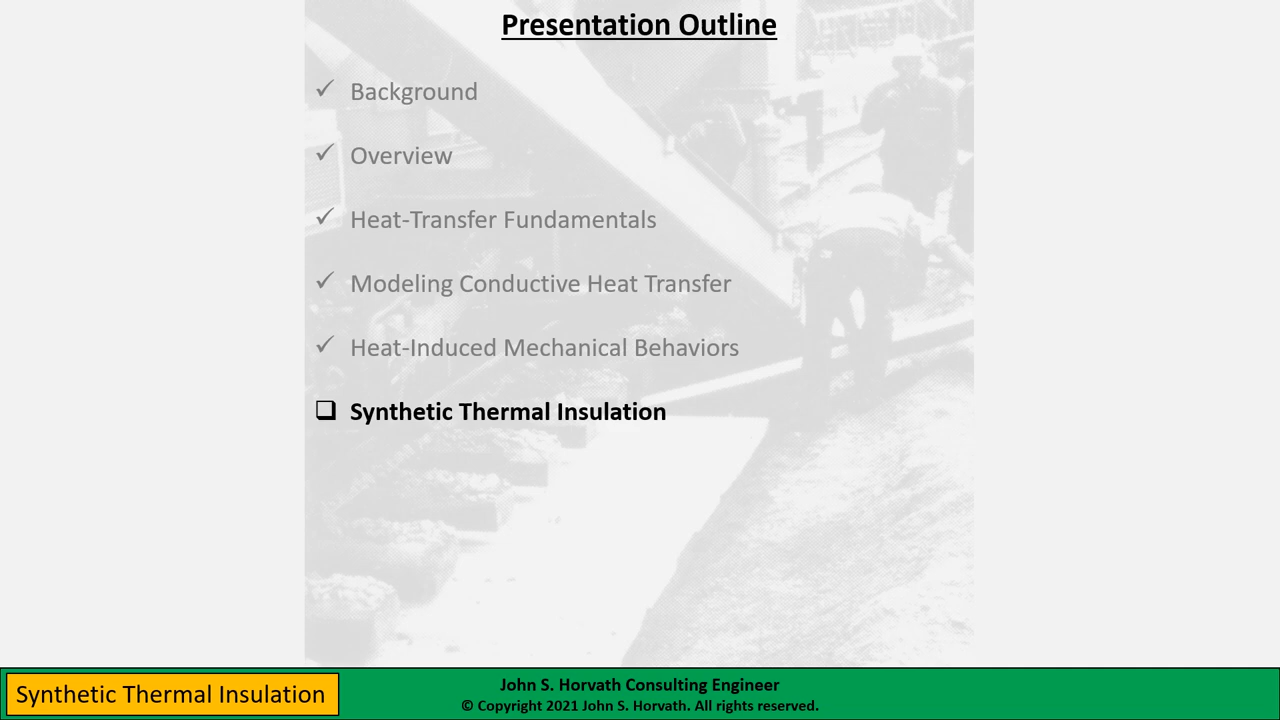 Presentation Outline
✓ Background
✓ Overview
✓ Heat-Transfer Fundamentals
✓ Modeling Conductive Heat Transfer
✓ Heat-Induced Mechanical Behaviors
❑ Synthetic Thermal Insulation
Synthetic Thermal Insulation
John S. Horvath Consulting Engineer
© Copyright 2021 John S. Horvath. All rights reserved.